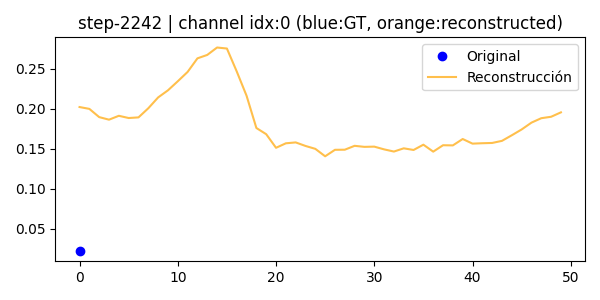 step-2242 | channel idx:0 (blue:GT, orange:reconstructed)
Original
Reconstrucción
0.25
0.20
0.15
0.10
0.05
0 10 20 30 40 50